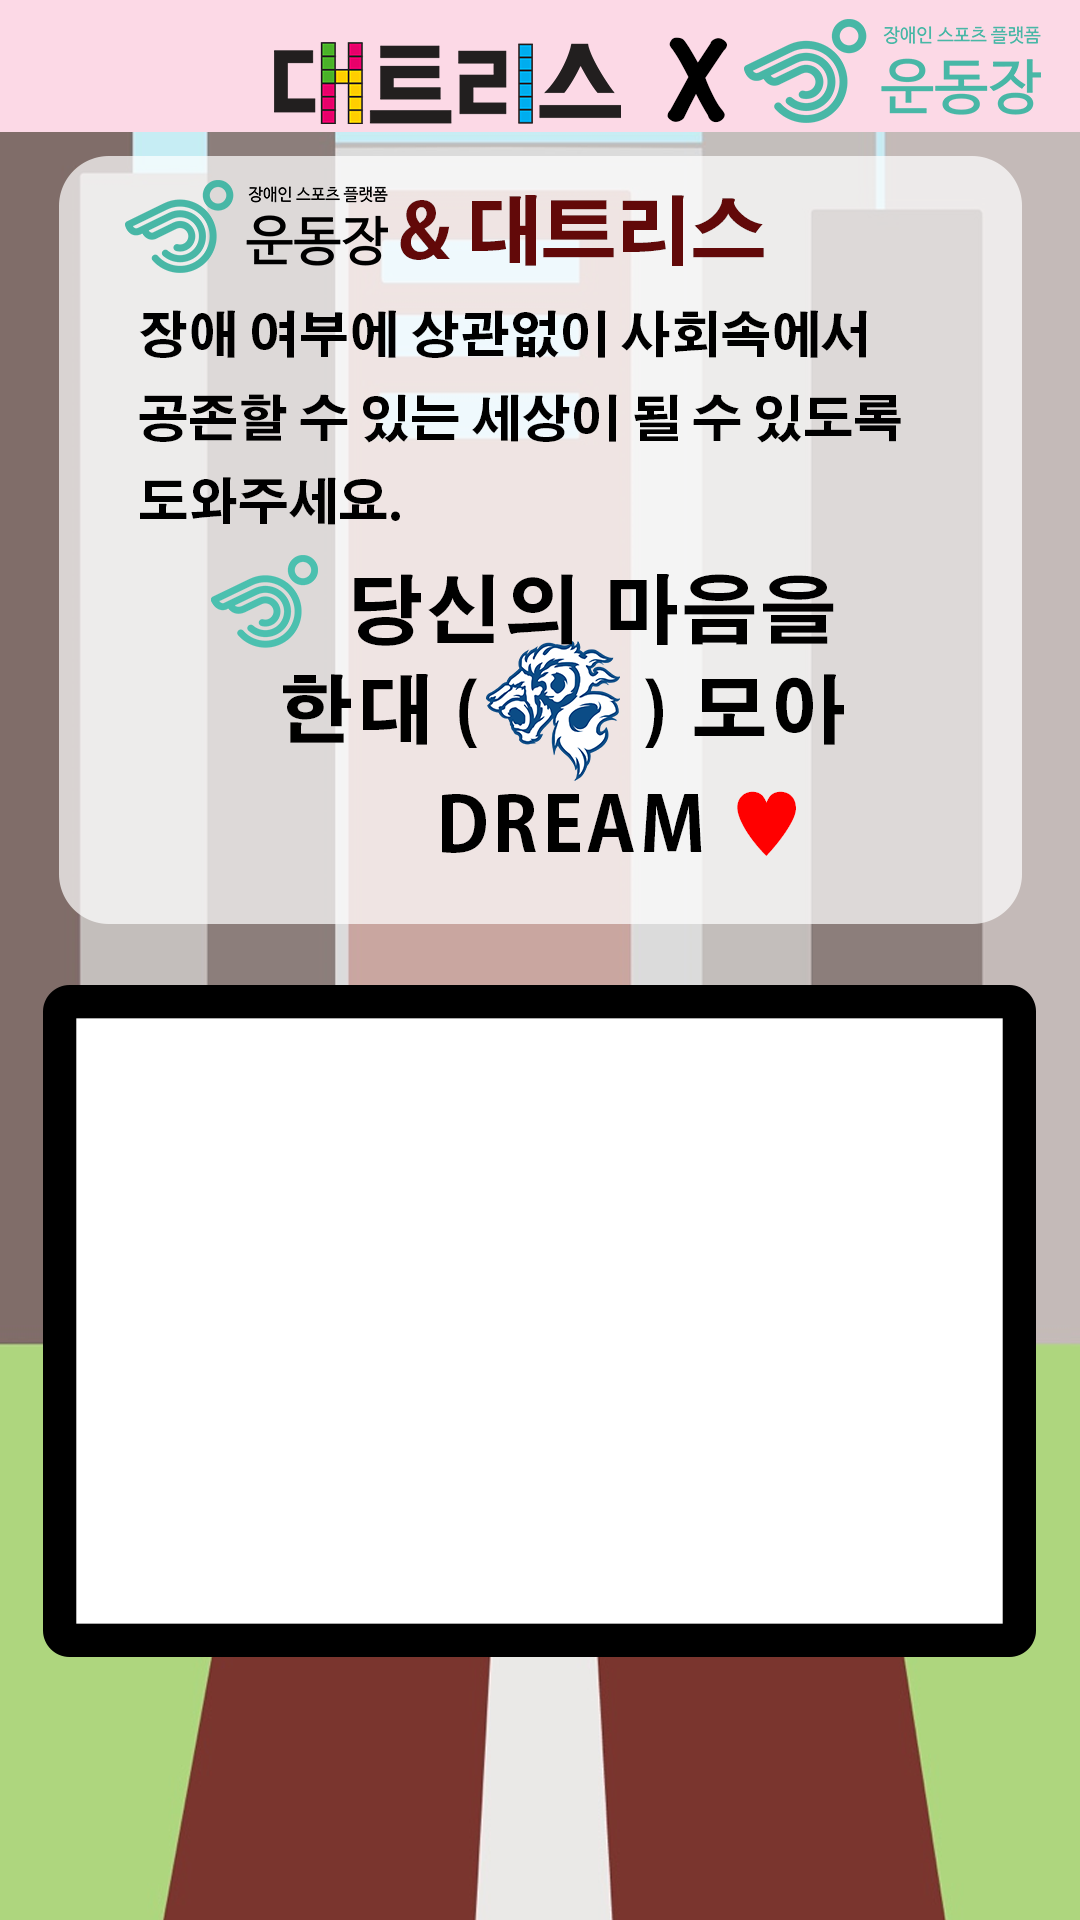 대트리스 X 장애인 스포츠 플랫폼
운동장
장애인 스포츠 플랫폼
운동장 & 대트리스
장애 여부에 상관없이 사회속에서
공존할 수 있는 세상이 될 수 있도록
도와주세요.
당신의 마음을
한대 ( ) 모아
DREAM ♥